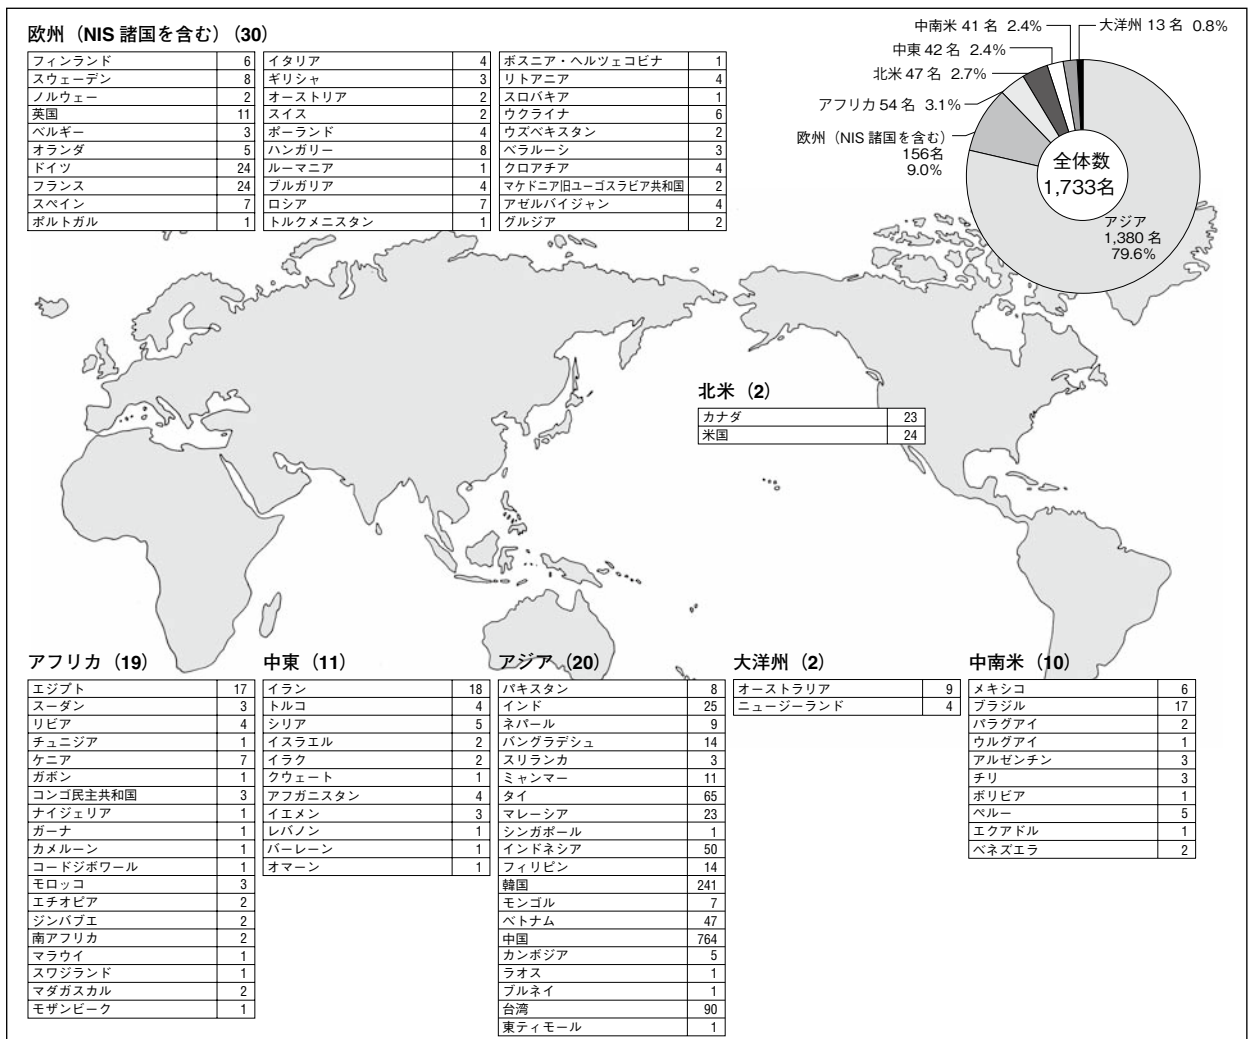 欧州（NIS 諸国を含む）(30)
フィンランド 6
スウェーデン 8
ノルウェー 2
英国 11
ベルギー 3
オランダ 5
ドイツ 24
フランス 24
スペイン 7
ポルトガル 1
イタリア 4
ギリシャ 3
オーストリア 2
スイス 2
ポーランド 4
ハンガリー 8
ルーマニア 1
ブルガリア 4
ロシア 7
トルクメニスタン 1
ボスニア・ヘルツェコビナ 1
リトアニア 4
スロバキア 1
ウクライナ 6
ウズベキスタン 2
ベラルーシ 3
クロアチア 4
マケドニア旧ユーゴスラビア共和国 2
アゼルバイジャン 4
グルジア 2
中南米 41 名 2.4%
大洋州 13 名 0.8%
中東 42 名 2.4%
北米 47 名 2.7%
アフリカ 54 名 3.1%
欧州（NIS 諸国を含む）
156名
9.0%
全体数
1,733名
アジア
1,380 名
79.6%
北米（2）
カナダ 23
米国 24
アフリカ（19）
エジプト 17
スーダン 3
リビア 4
チュニジア 1
ケニア 7
ガボン 1
コンゴ民主共和国 3
ナイジェリア 1
ガーナ 1
カメルーン 1
コードジボワール 1
モロッコ 3
エチオピア 2
ジンバブエ 2
南アフリカ 2
マラウイ 1
スワジランド 1
マダガスカル 2
モザンビーク 1
中東（11）
イラン 18
トルコ 4
シリア 5
イスラエル 2
イラク 2
クウェート 1
アフガニスタン 4
イエメン 3
レバノン 1
バーレーン 1
オマーン 1
アジア（20）
パキスタン 8
インド 25
ネパール 9
バングラデシュ 14
スリランカ 3
ミャンマー 11
タイ 65
マレーシア 23
シンガポール 1
インドネシア 50
フィリピン 14
韓国 241
モンゴル 7
ベトナム 47
中国 764
カンボジア 5
ラオス 1
ブルネイ 1
台湾 90
東ティモール 1
大洋州（2）
オーストラリア 9
ニュージーランド 4
中南米（10）
メキシコ 6
ブラジル 17
パラグアイ 2
ウルグアイ 1
アルゼンチン 3
チリ 3
ボリビア 1
ペルー 5
エクアドル 1
ベネズエラ 2